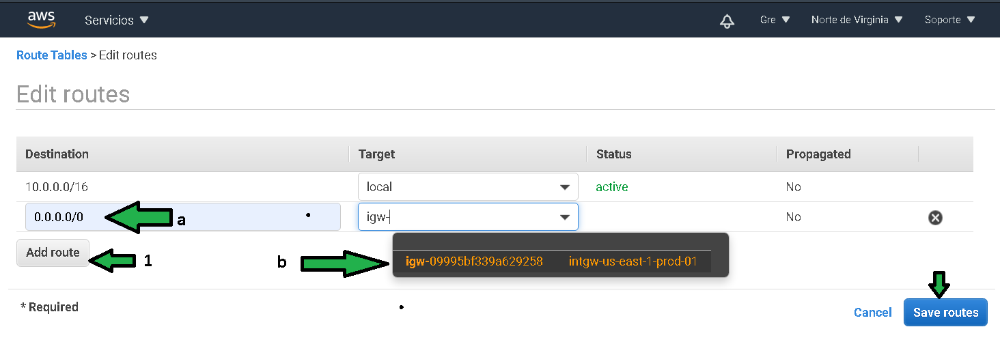 aws Servicios Gre Norte de Virginia Soporte
Route Tables > Edit routes
Edit routes
Destination Target Status Propagated
10.0.0.0/16 local active No
0.0.0.0/0 a igw- No
Add route 1
b igw-09995bf339a629258 intgw-us-east-1-prod-01
* Required
Cancel Save routes